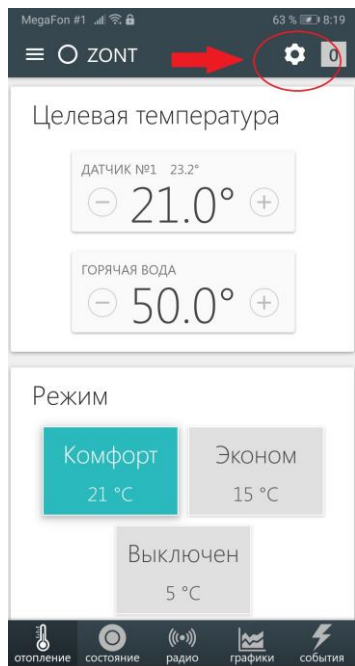 MegaFon #1 63 % 8:19
ZONT 0
Целевая температура
ДАТЧИК №1 23.2°
21.0°
ГОРЯЧАЯ ВОДА
50.0°
Режим
Комфорт Эконом
21 °C 15 °C
Выключен
5 °C
отопление состояние радио графики события